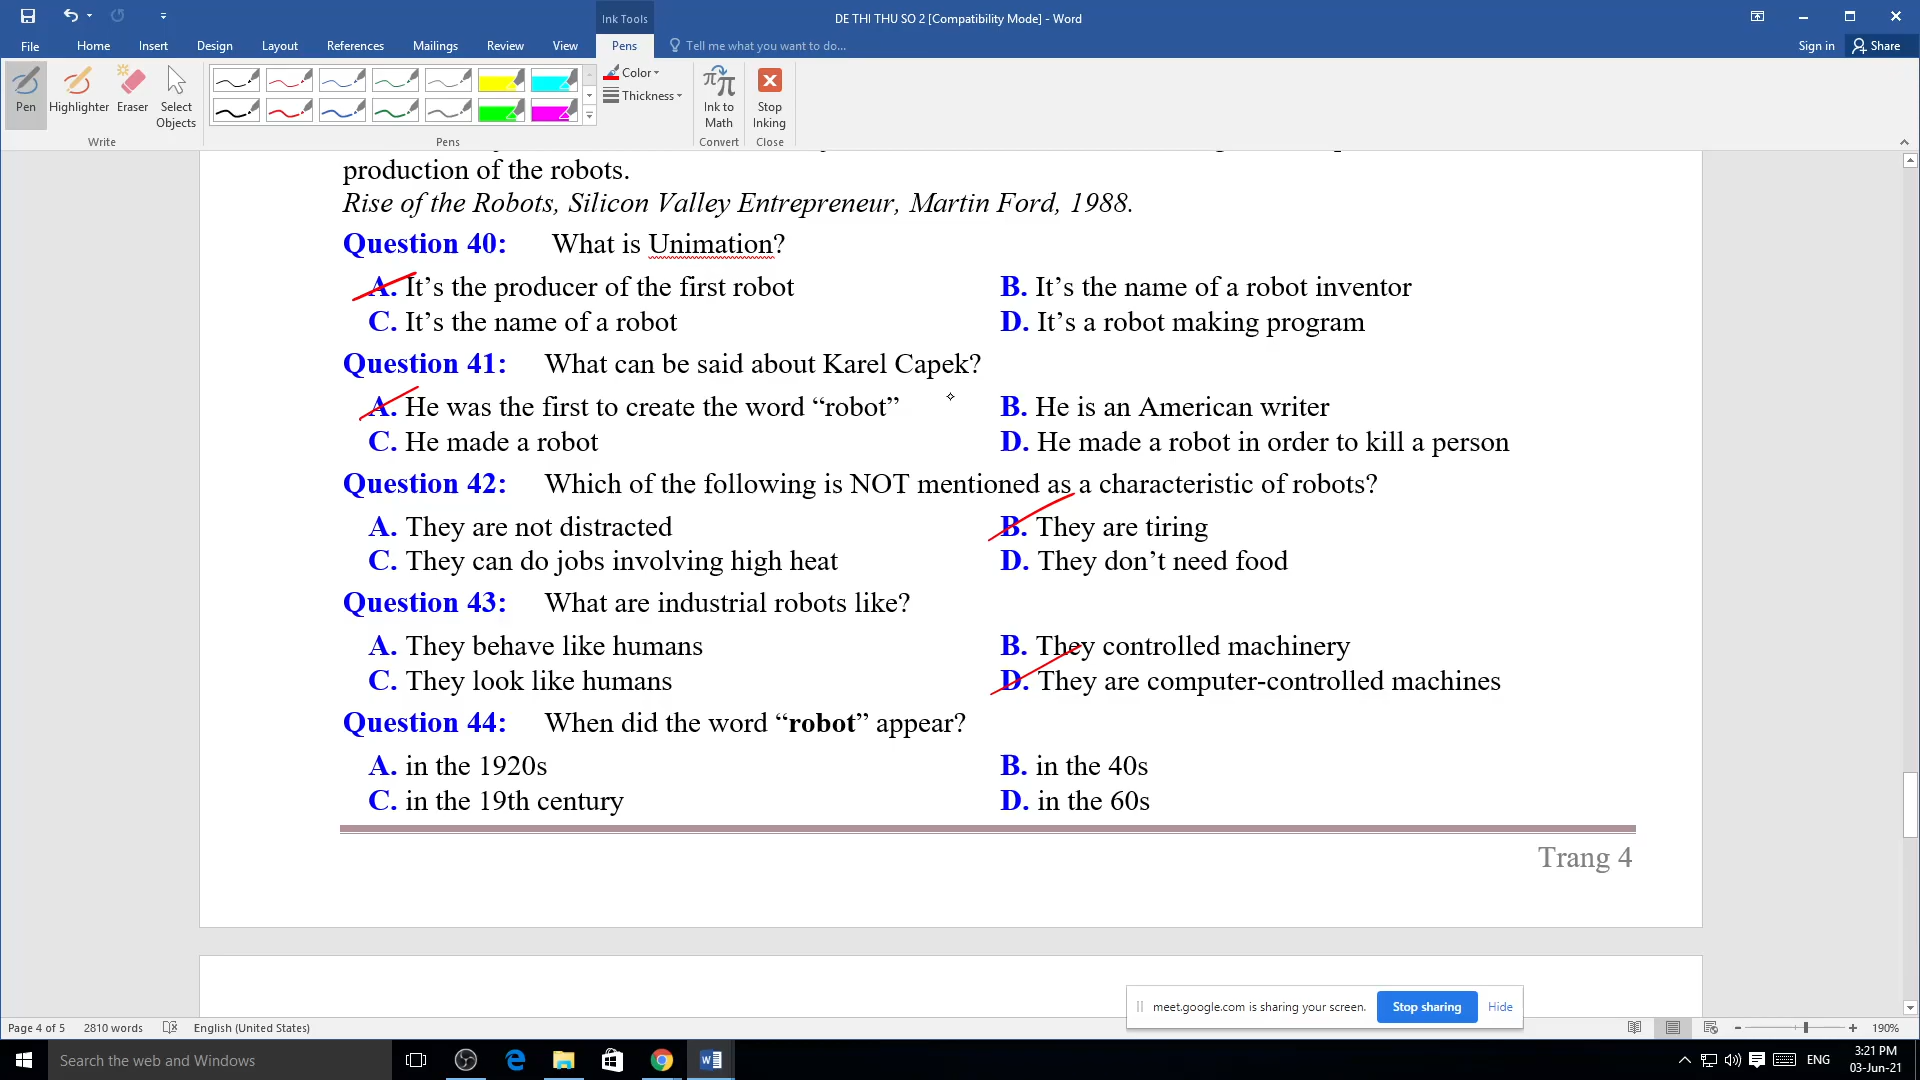 Ink Tools
DE THI THU SO 2 [Compatibility Mode] - Word
File Home Insert Design Layout References Mailings Review View Pens Tell me what you want to do... Sign in Share
Pen Highlighter Eraser Select Objects
Color
Thickness
Ink to Math
Stop Inking
Write Pens Convert Close
production of the robots.
Rise of the Robots, Silicon Valley Entrepreneur, Martin Ford, 1988.
Question 40: What is Unimation?
A. It’s the producer of the first robot B. It’s the name of a robot inventor
C. It’s the name of a robot D. It’s a robot making program
Question 41: What can be said about Karel Capek?
A. He was the first to create the word “robot” B. He is an American writer
C. He made a robot D. He made a robot in order to kill a person
Question 42: Which of the following is NOT mentioned as a characteristic of robots?
A. They are not distracted B. They are tiring
C. They can do jobs involving high heat D. They don’t need food
Question 43: What are industrial robots like?
A. They behave like humans B. They controlled machinery
C. They look like humans D. They are computer-controlled machines
Question 44: When did the word “robot” appear?
A. in the 1920s B. in the 40s
C. in the 19th century D. in the 60s
Trang 4
meet.google.com is sharing your screen. Stop sharing Hide
Page 4 of 5 2810 words English (United States) 190%
Search the web and Windows
ENG
3:21 PM
03-Jun-21